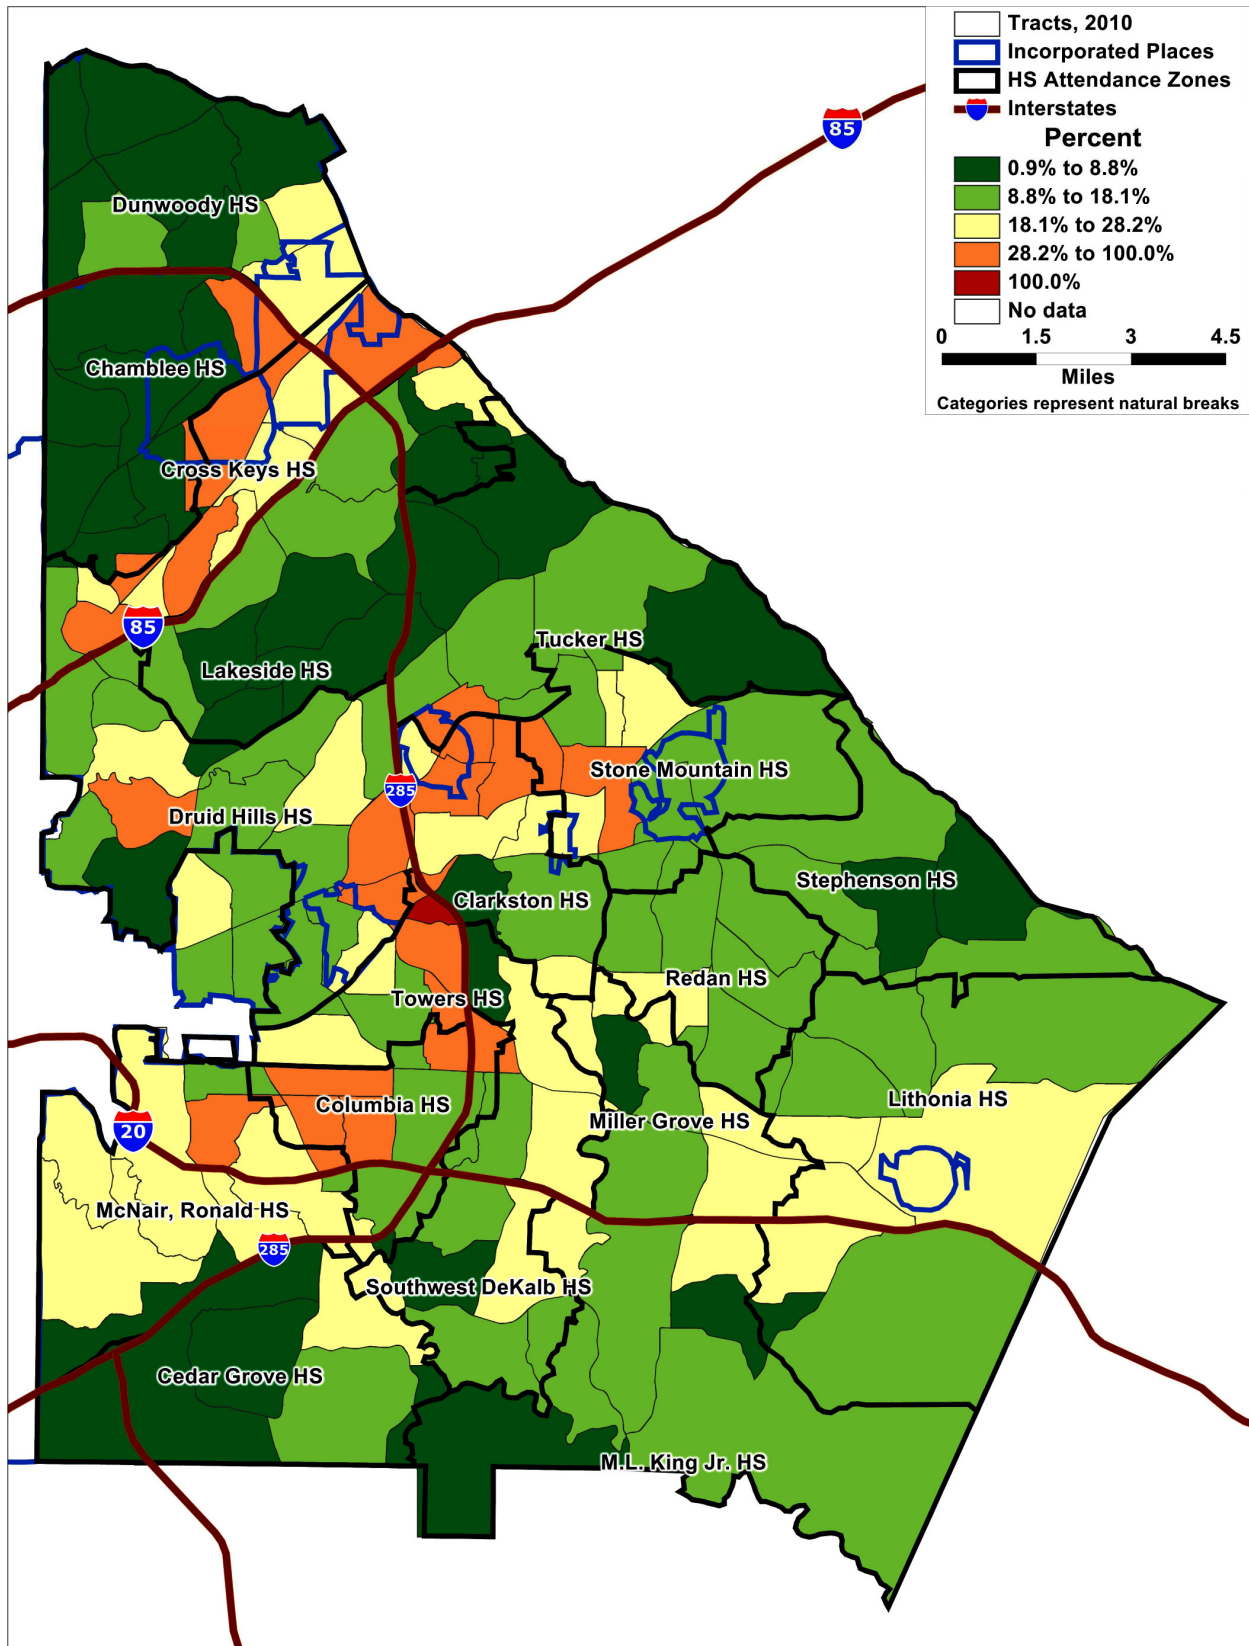 Tracts, 2010
Incorporated Places
HS Attendance Zones
Interstates
Percent
0.9% to 8.8%
8.8% to 18.1%
18.1% to 28.2%
28.2% to 100.0%
100.0%
No data
0 1.5 3 4.5
Miles
Categories represent natural breaks
85
Dunwoody HS
Chamblee HS
Cross Keys HS
85
Tucker HS
Lakeside HS
Stone Mountain HS
285
Druid Hills HS
Stephenson HS
Clarkston HS
Redan HS
Towers HS
Lithonia HS
Columbia HS
Miller Grove HS
20
McNair, Ronald HS
285
Southwest DeKalb HS
Cedar Grove HS
M.L. King Jr. HS